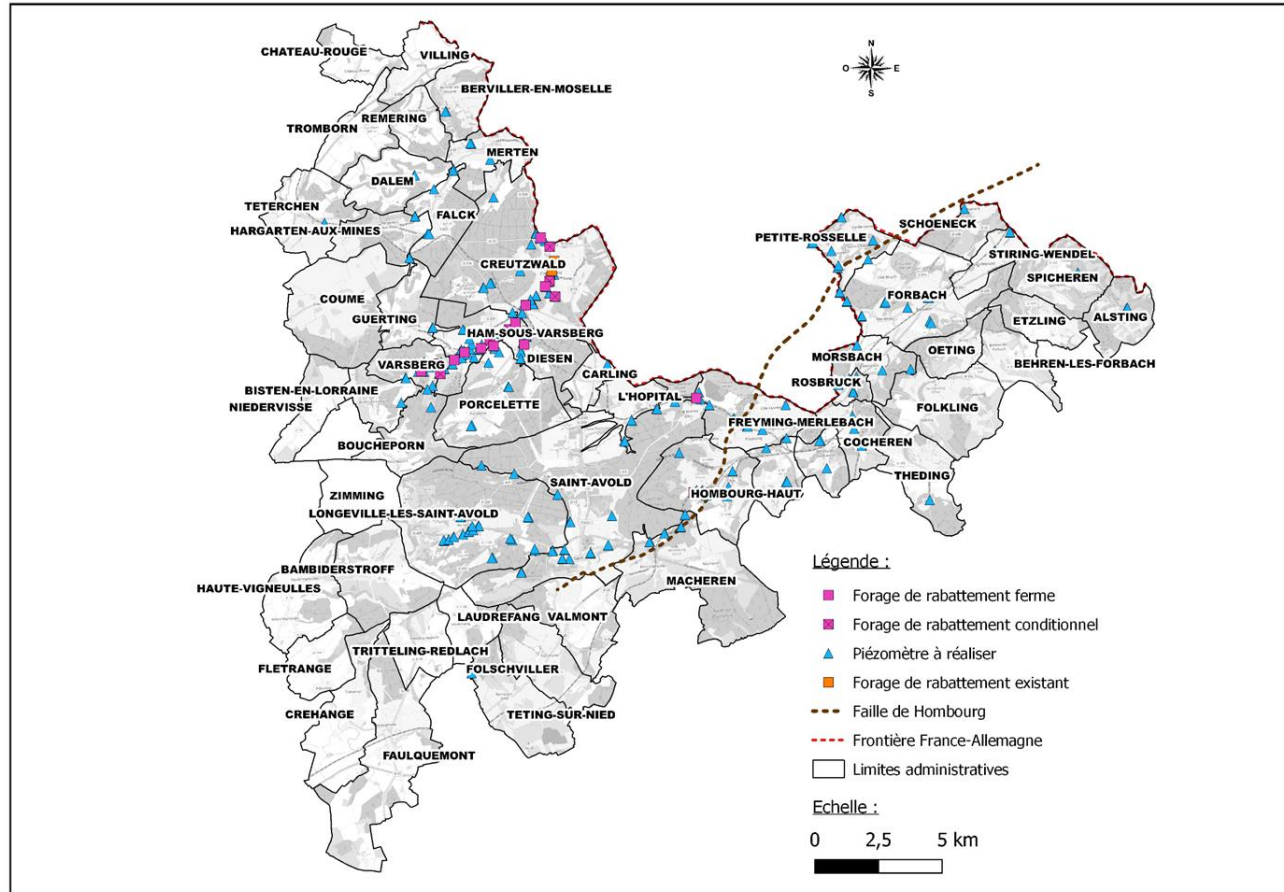 CHATEAU-ROUGE
VILLING
N
O E
S
BERVILLER-EN-MOSELLE
REMERING
TROMBORN
MERTEN
DALEM
TETERCHEN
FALCK
HARGARTEN-AUX-MINES
SCHOENECK
PETITE-ROSSELLE
STIRING-WENDEL
CREUTZWALD
SPICHEREN
COUME
FORBACH
GUERTING
ETZLING
ALSTING
HAM-SOUS-VARSBERG
OETING
MORSBACH
DIESEN
BEHREN-LES-FORBACH
VARSBERG
CARLING
ROSBRUCK
BISTEN-EN-LORRAINE
L'HOPITAL
NIEDERVISSE
PORCELETTE
FOLKLING
FREYMING-MERLEBACH
BOUCHEPORN
COCHEREN
THEDING
SAINT-AVOLD
ZIMMING
HOMBOURG-HAUT
LONGEVILLE-LES-SAINT-AVOLD
BAMBIDERSTROFF
MACHEREN
HAUTE-VIGNEULLES
LAUDREFANG
VALMONT
TRITTELING-REDLACH
FLETRANGE
FOLSCHVILLER
CREHANGE
TETING-SUR-NIED
FAULQUEMONT
Légende :
Forage de rabattement ferme
Forage de rabattement conditionnel
Piézomètre à réaliser
Forage de rabattement existant
Faille de Hombourg
Frontière France-Allemagne
Limites administratives
Echelle :
0 2,5 5 km